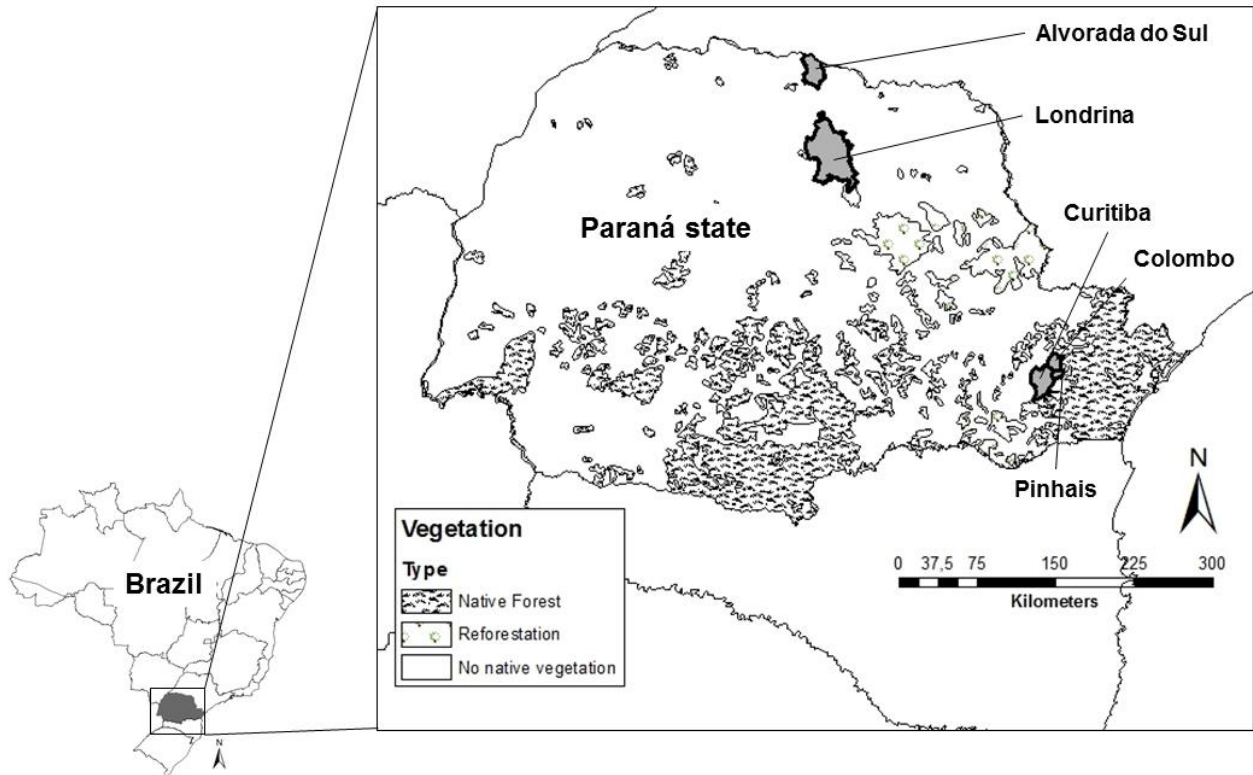 Alvorada do Sul
Londrina
Paraná state
Curitiba
Colombo
Pinhais
N
0 37,5 75 150 225 300
Kilometers
Vegetation
Type
Native Forest
Reforestation
No native vegetation
Brazil
N